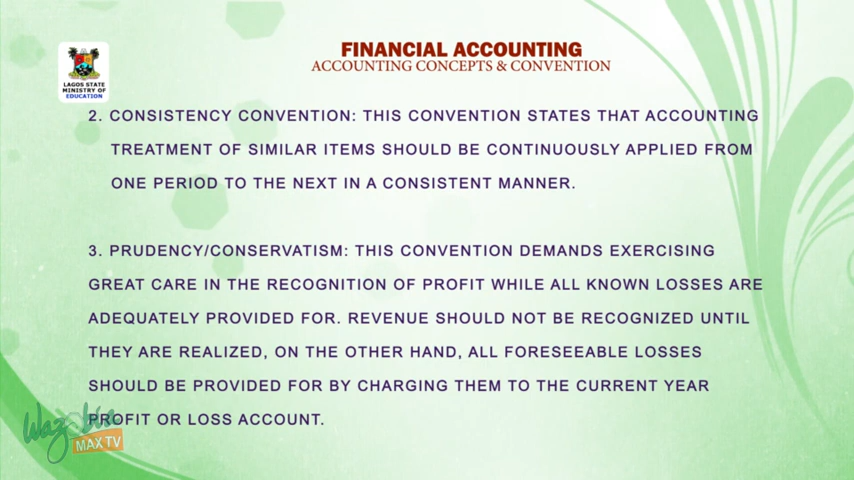 FINANCIAL ACCOUNTING
ACCOUNTING CONCEPTS & CONVENTION
LAGOS STATE
MINISTRY OF
EDUCATION
2. CONSISTENCY CONVENTION: THIS CONVENTION STATES THAT ACCOUNTING
TREATMENT OF SIMILAR ITEMS SHOULD BE CONTINUOUSLY APPLIED FROM
ONE PERIOD TO THE NEXT IN A CONSISTENT MANNER.
3. PRUDENCY/CONSERVATISM: THIS CONVENTION DEMANDS EXERCISING
GREAT CARE IN THE RECOGNITION OF PROFIT WHILE ALL KNOWN LOSSES ARE
ADEQUATELY PROVIDED FOR. REVENUE SHOULD NOT BE RECOGNIZED UNTIL
THEY ARE REALIZED, ON THE OTHER HAND, ALL FORESEEABLE LOSSES
SHOULD BE PROVIDED FOR BY CHARGING THEM TO THE CURRENT YEAR
PROFIT OR LOSS ACCOUNT.
Wazobia
MAX TV